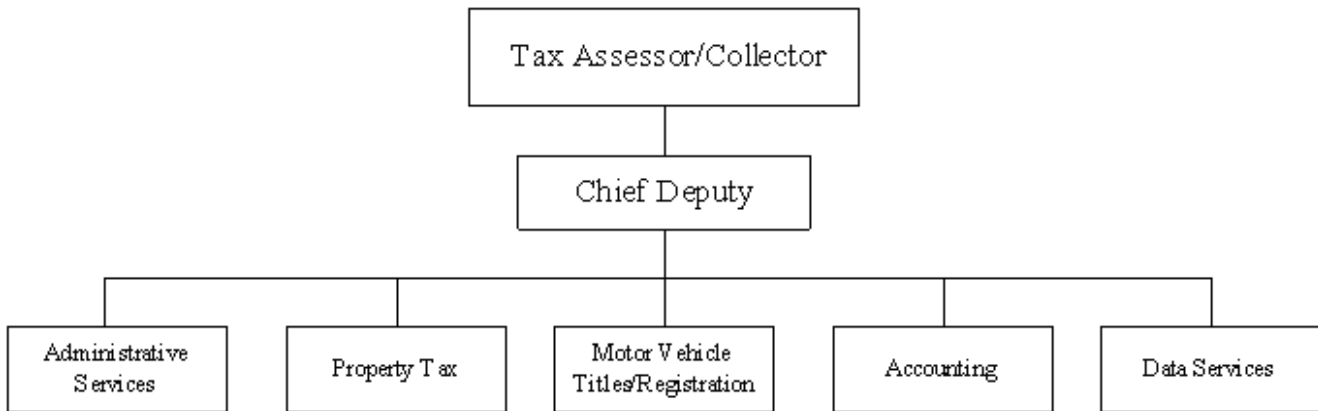 Tax Assessor/Collector
Chief Deputy
Administrative
Services
Property Tax
Motor Vehicle
Titles/Registration
Accounting
Data Services